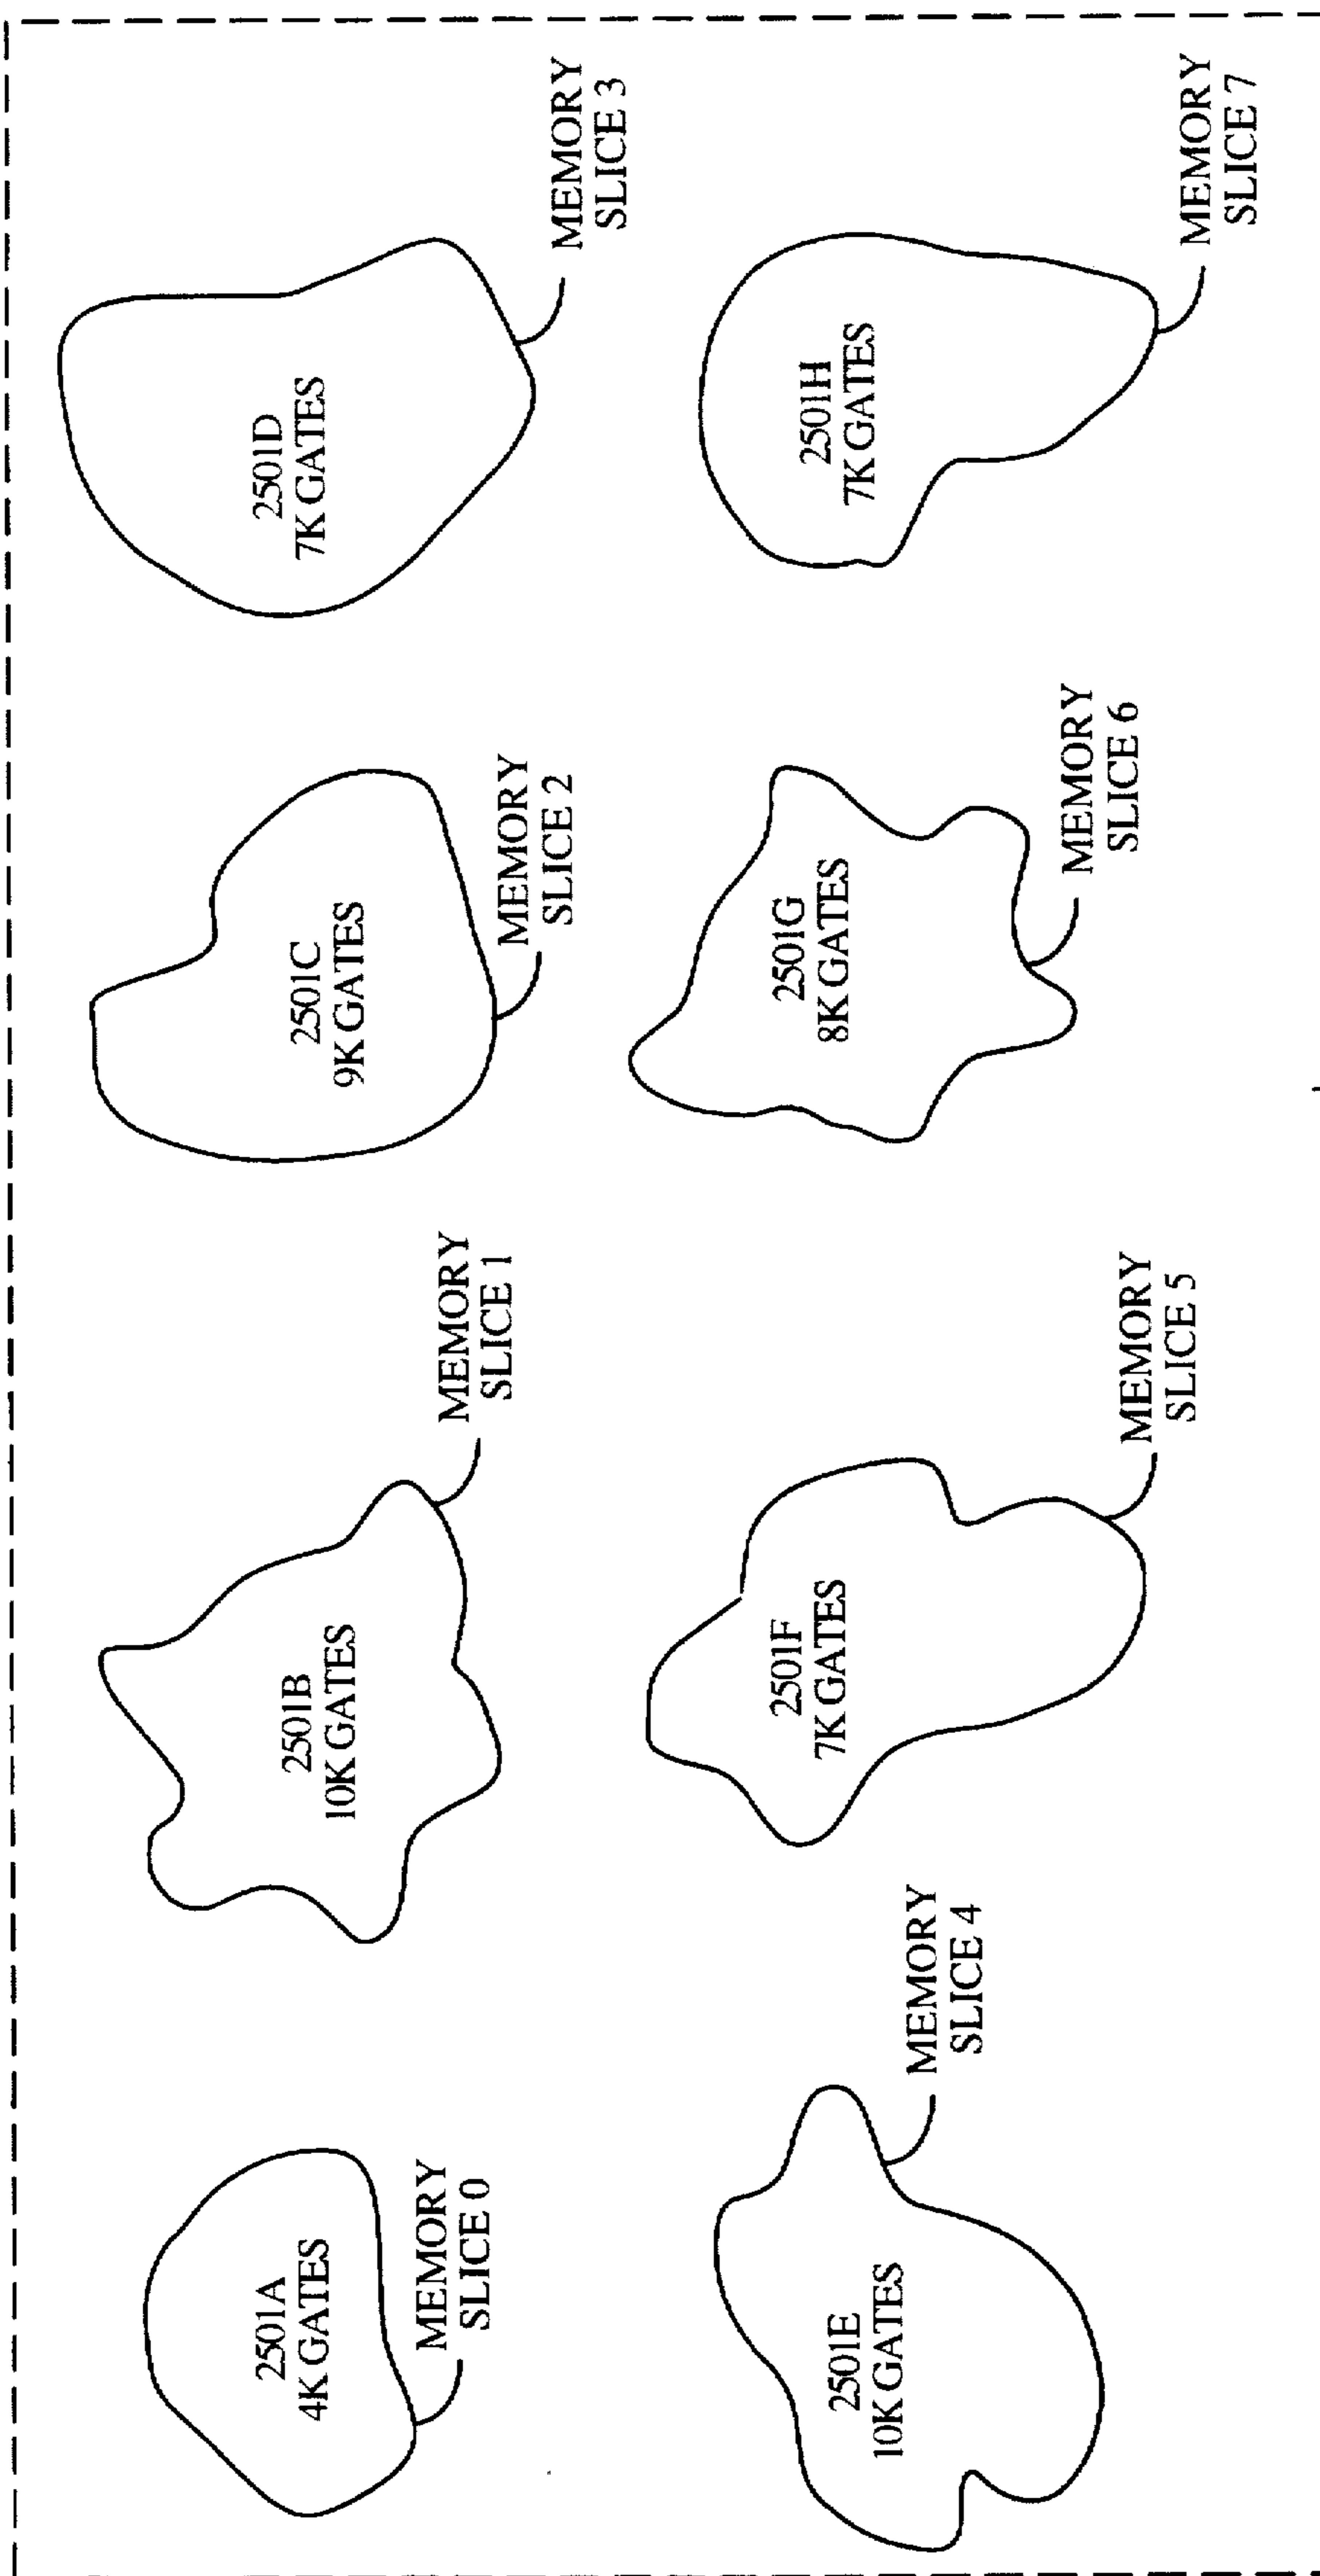 2501A
4K GATES
MEMORY
SLICE 0
2501B
10K GATES
MEMORY
SLICE 1
2501C
9K GATES
MEMORY
SLICE 2
2501D
7K GATES
MEMORY
SLICE 3
2501E
10K GATES
MEMORY
SLICE 4
2501F
7K GATES
MEMORY
SLICE 5
2501G
8K GATES
MEMORY
SLICE 6
2501H
7K GATES
MEMORY
SLICE 7